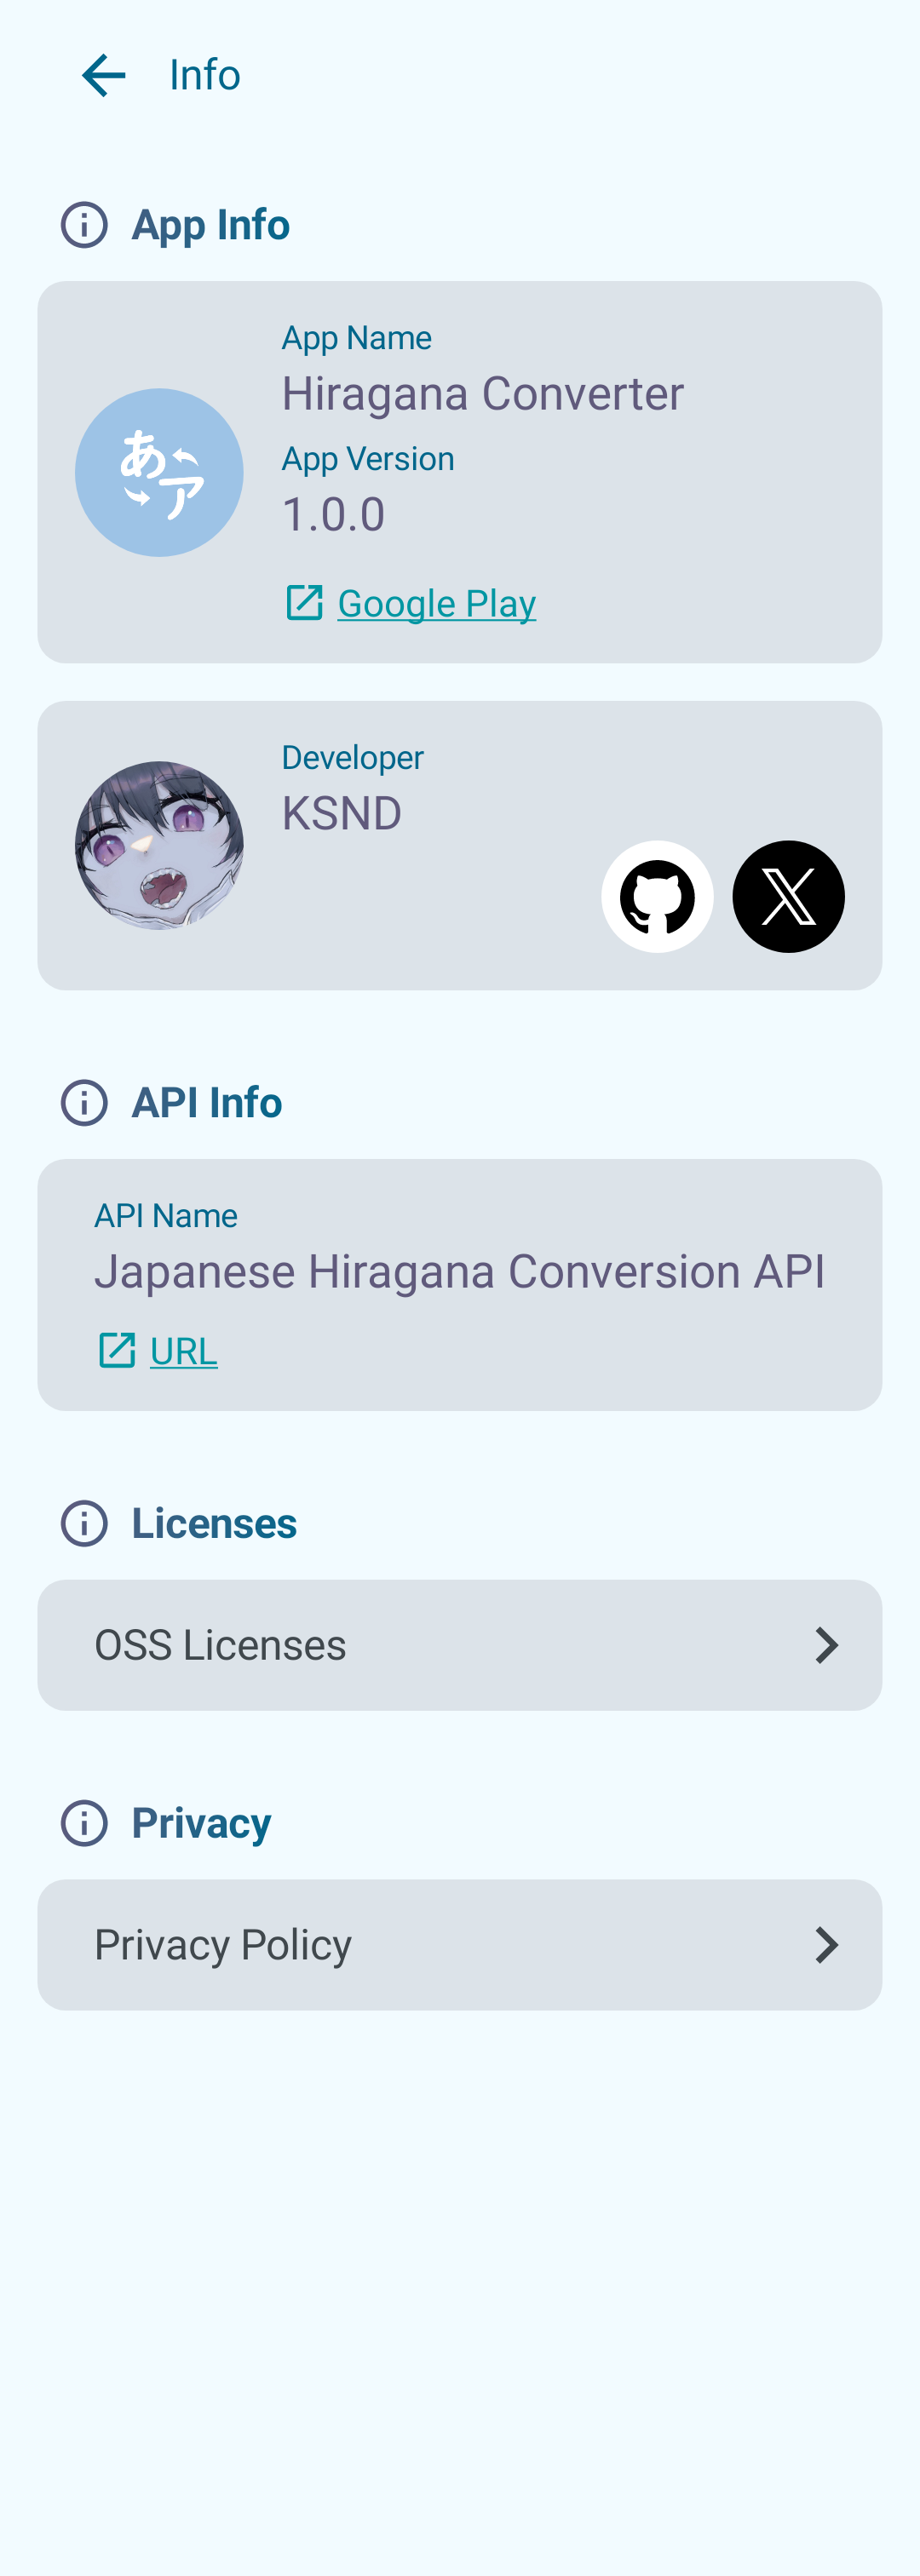 Info
App Info
App Name
Hiragana Converter
App Version
1.0.0
あ
ア
Google Play
Developer
KSND
API Info
API Name
Japanese Hiragana Conversion API
URL
Licenses
OSS Licenses
Privacy
Privacy Policy